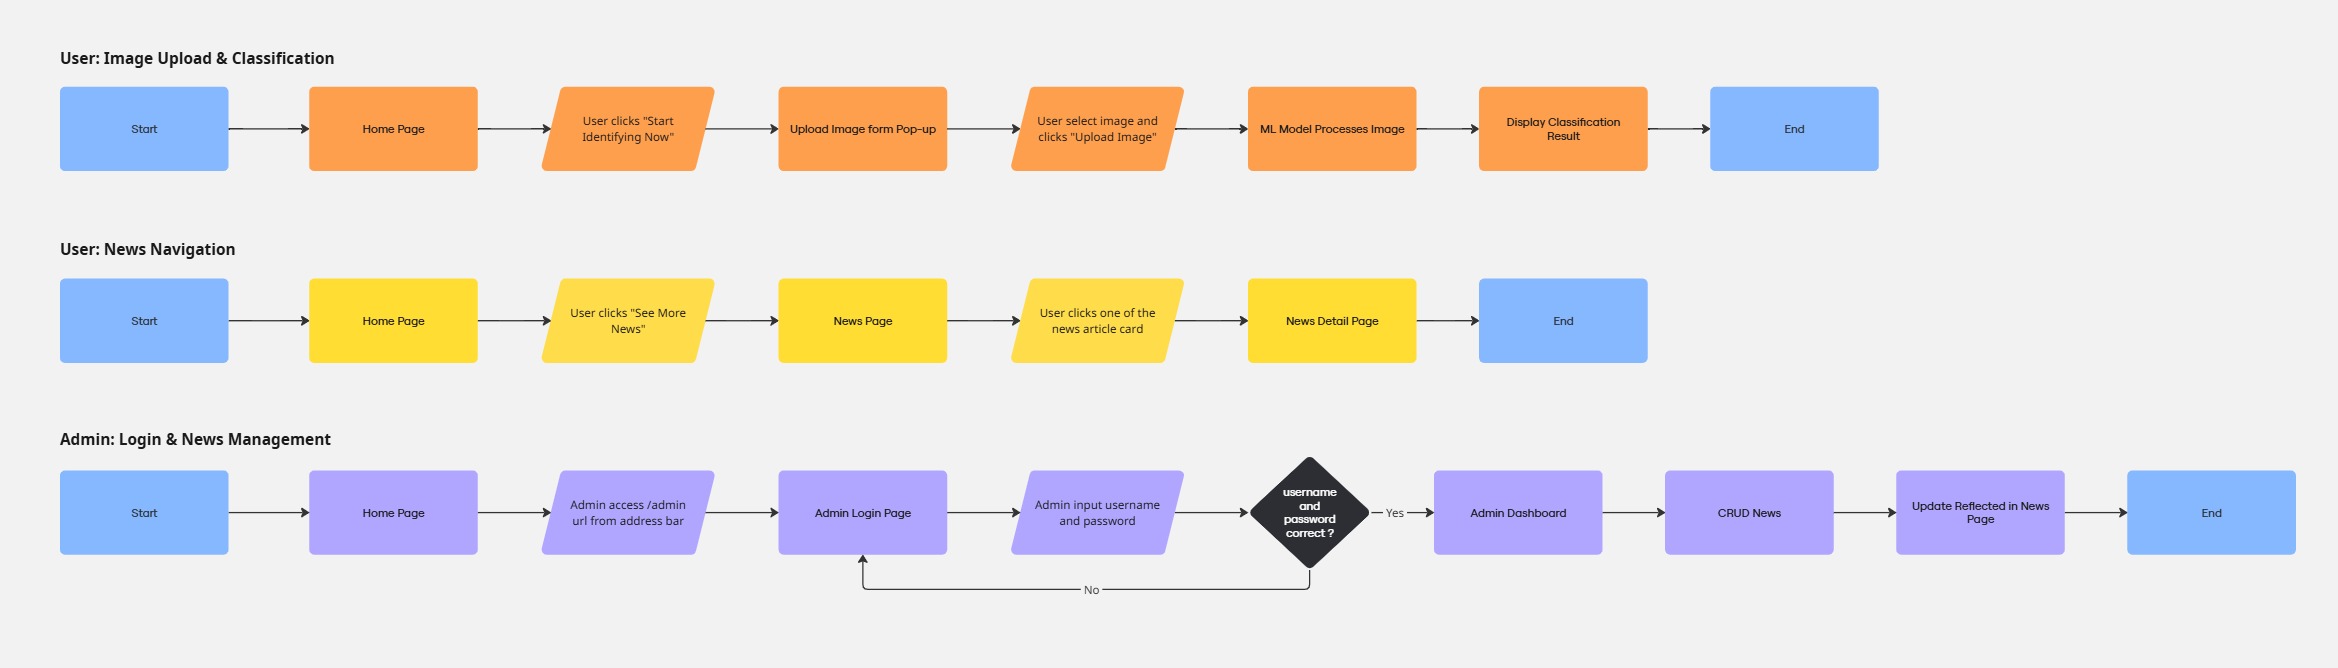 User: Image Upload & Classification
Start
Home Page
User clicks "Start
Identifying Now"
Upload Image form Pop-up
User select image and
clicks "Upload Image"
ML Model Processes Image
Display Classification
Result
End
User: News Navigation
Start
Home Page
User clicks "See More
News"
News Page
User clicks one of the
news article card
News Detail Page
End
Admin: Login & News Management
Start
Home Page
Admin access /admin
url from address bar
Admin Login Page
Admin input username
and password
username
and
password
correct ?
Yes
Admin Dashboard
CRUD News
Update Reflected in News
Page
End
No